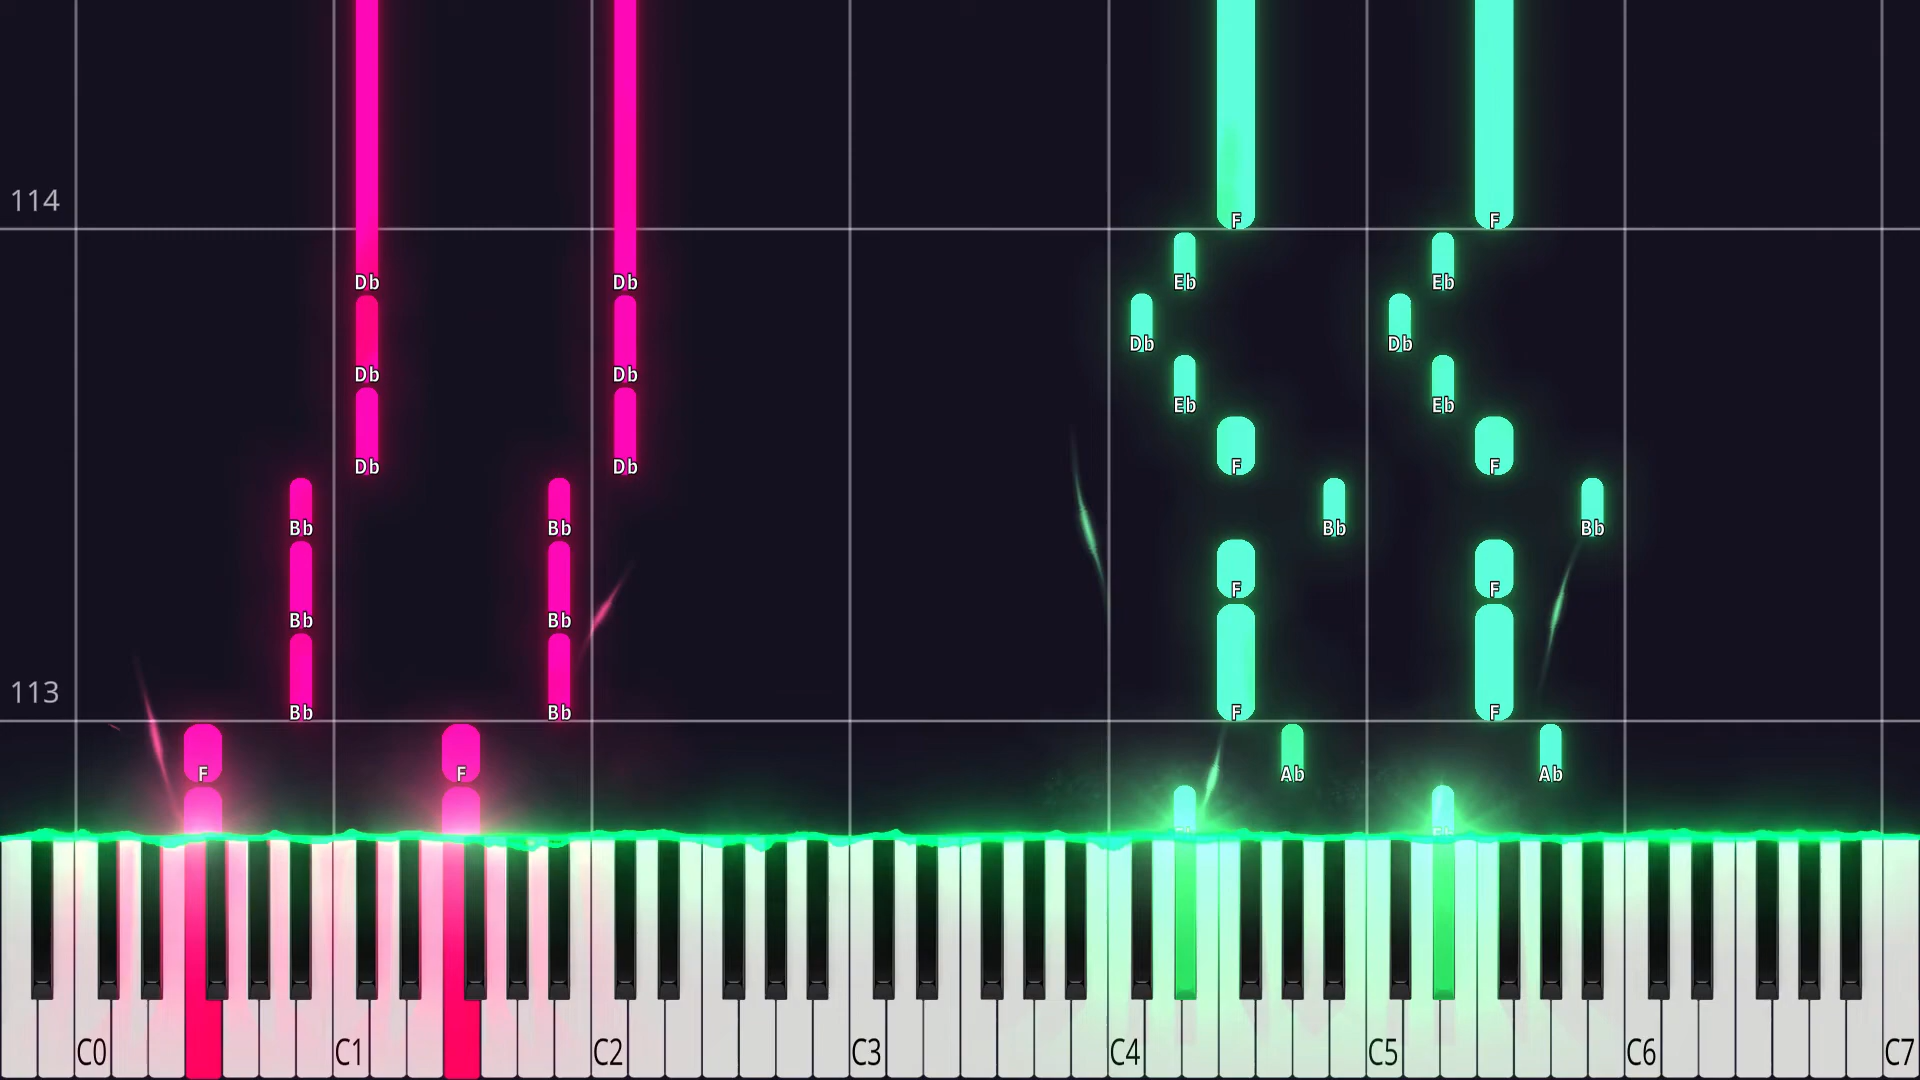 114
F F
Db Db Eb Eb
Db Db
Db Db Eb Eb
Db Db F F
Bb Bb Bb Bb
F F
Bb Bb
113
Bb Bb F F
F F Ab Ab
C0 C1 C2 C3 C4 C5 C6 C7